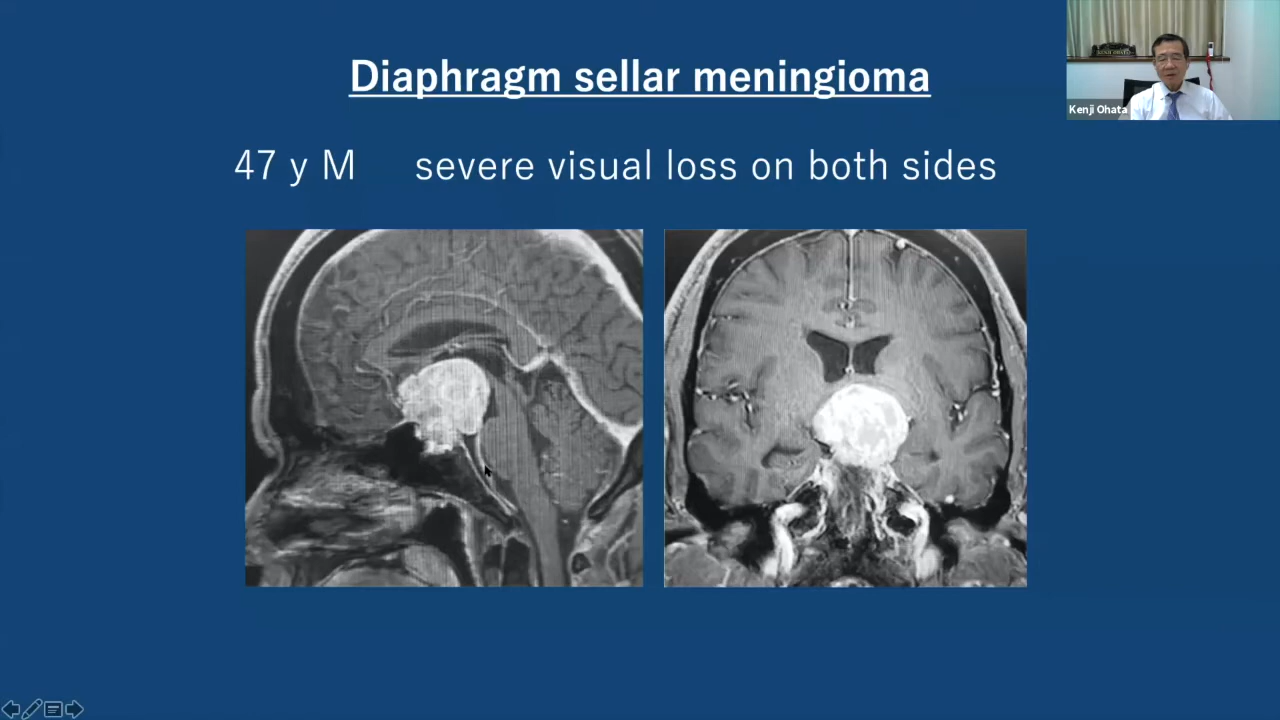 Diaphragm sellar meningioma
47 y M severe visual loss on both sides
Kenji Ohata